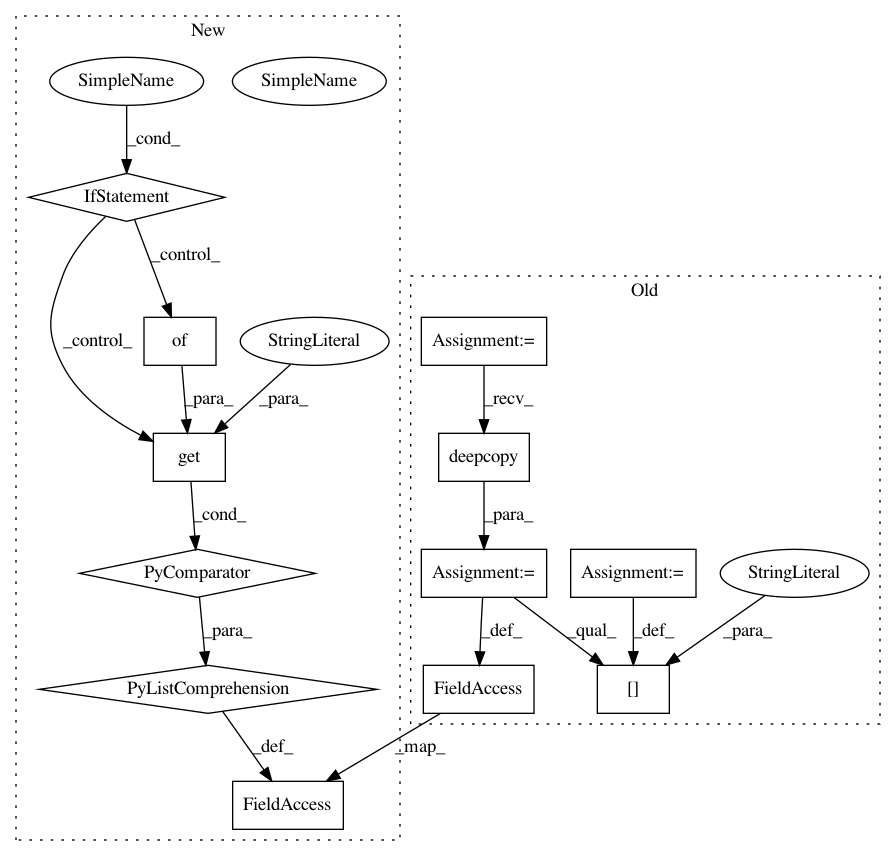 New
SimpleName
SimpleName
_cond_
IfStatement
_control_
Old
_control_
of
StringLiteral
Assignment:=
_para_
_para_
_recv_
get
deepcopy
_cond_
_para_
PyComparator
Assignment:=
Assignment:=
StringLiteral
_para_
_def_
_qual_
_def_
_para_
PyListComprehension
FieldAccess
[]
_def_
_map_
FieldAccess